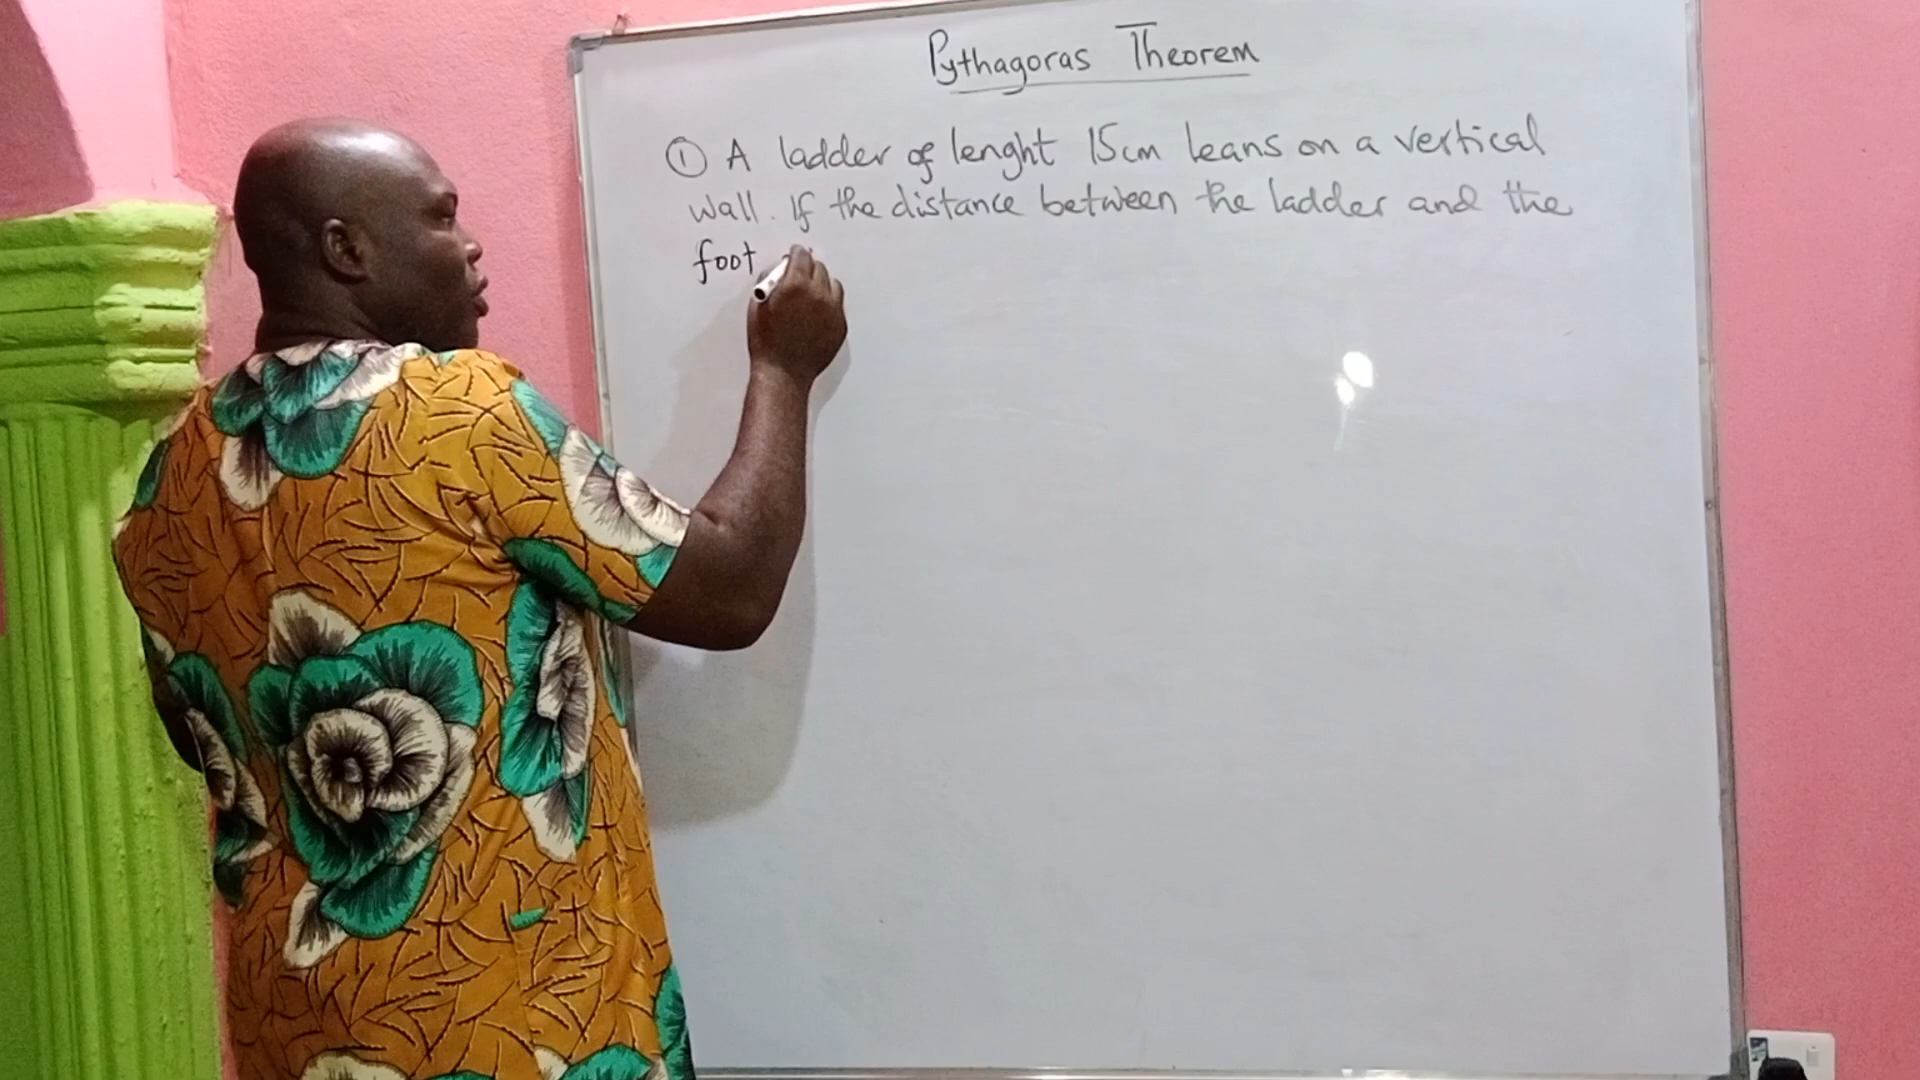 Pythagoras Theorem
① A ladder of lenght 15cm leans on a vertical
wall. If the distance between the ladder and the
foot